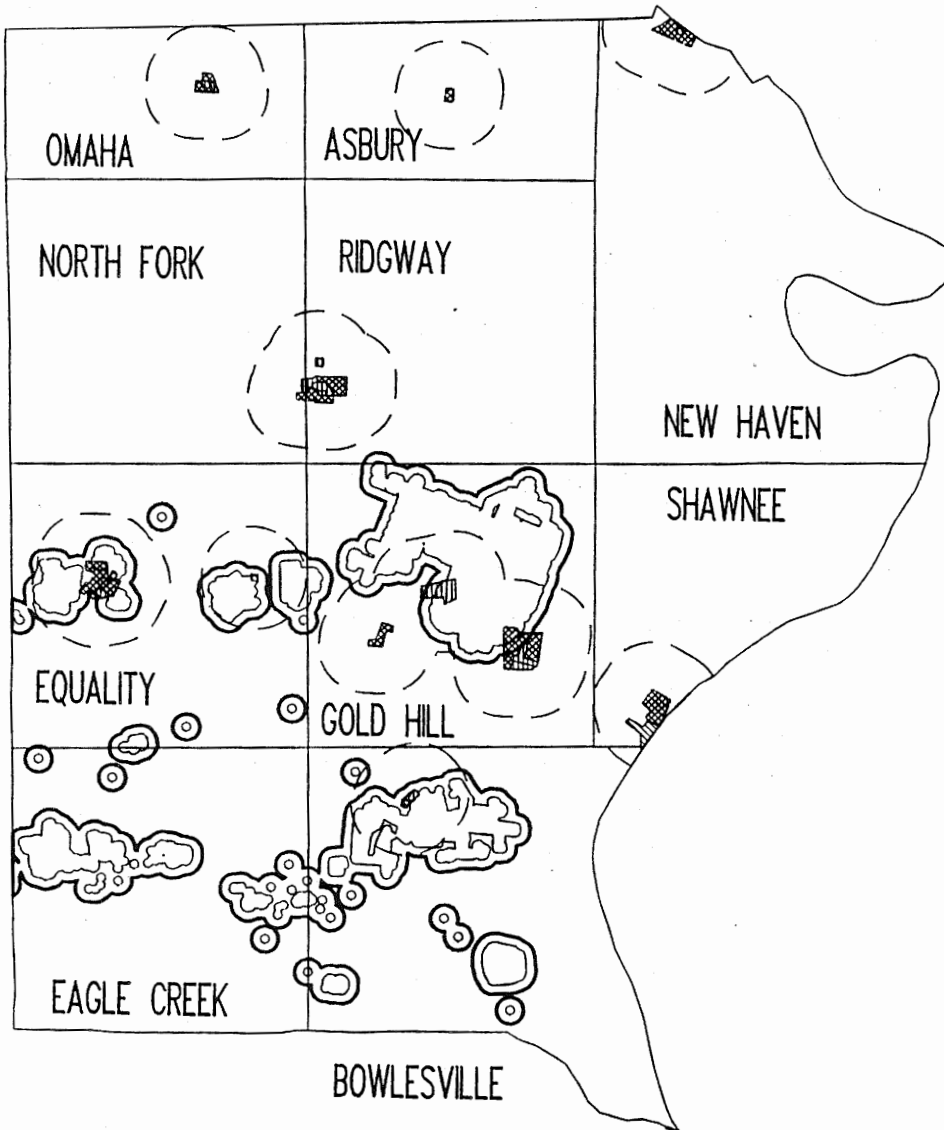 OMAHA
ASBURY
NORTH FORK
RIDGWAY
NEW HAVEN
SHAWNEE
EQUALITY
GOLD HILL
EAGLE CREEK
BOWLESVILLE